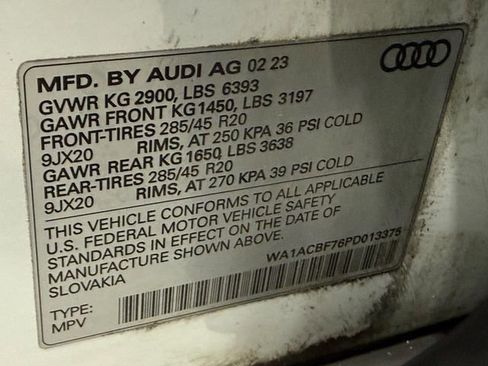 MFD. BY AUDI AG 02 23
GVWR KG 2900, LBS 6393
GAWR FRONT KG1450, LBS 3197
FRONT-TIRES 285/45 R20
9JX20 RIMS, AT 250 KPA 36 PSI COLD
GAWR REAR KG 1650, LBS 3638
REAR-TIRES 285/45 R20
9JX20 RIMS, AT 270 KPA 39 PSI COLD
THIS VEHICLE CONFORMS TO ALL APPLICABLE
U.S. FEDERAL MOTOR VEHICLE SAFETY
STANDARDS IN EFFECT ON THE DATE OF
MANUFACTURE SHOWN ABOVE.
SLOVAKIA
WA1ACBF76PD013375
TYPE:
MPV